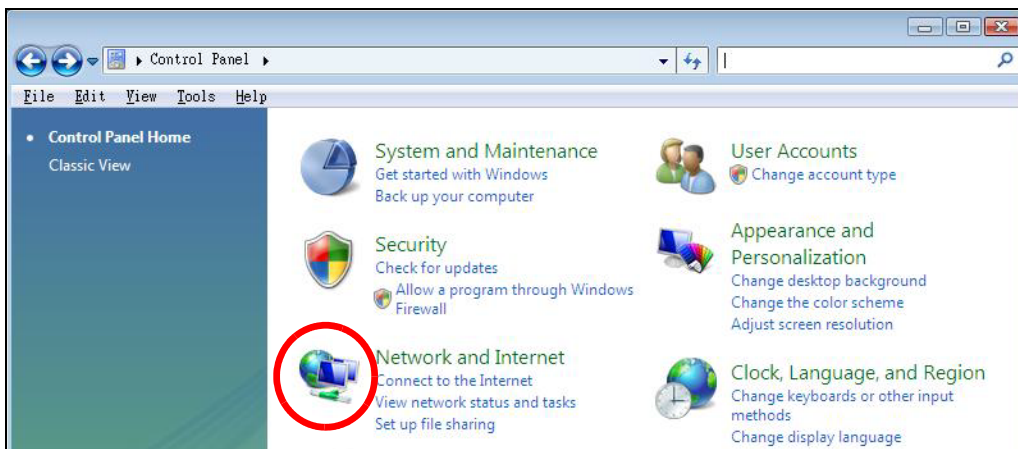 Control Panel
File Edit View Tools Help
Control Panel Home
Classic View
System and Maintenance
Get started with Windows
Back up your computer
Security
Check for updates
Allow a program through Windows
Firewall
Network and Internet
Connect to the Internet
View network status and tasks
Set up file sharing
User Accounts
Change account type
Appearance and
Personalization
Change desktop background
Change the color scheme
Adjust screen resolution
Clock, Language, and Region
Change keyboards or other input
methods
Change display language